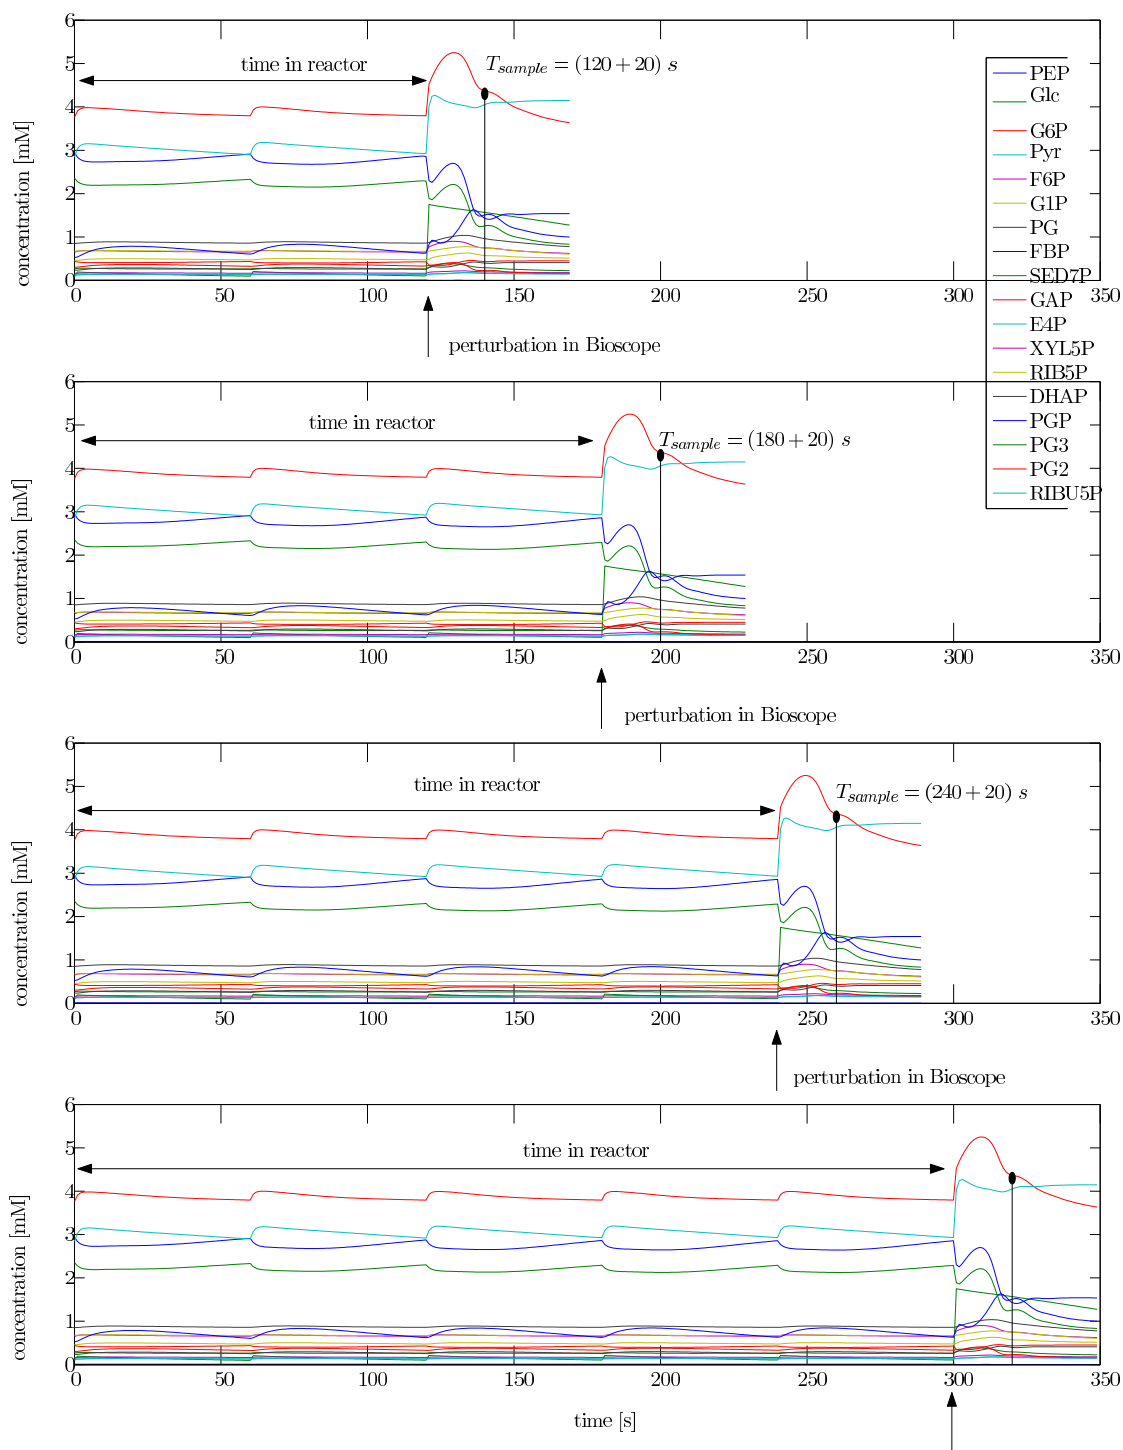 6
5
4
3
2
1
0
concentration [mM]
time in reactor
T_sample = (120 + 20) s
0 50 100 150 200 250 300 350
perturbation in Bioscope
PEP
Glc
G6P
Pyr
F6P
G1P
PG
FBP
SED7P
GAP
E4P
XYL5P
RIB5P
DHAP
PGP
PG3
PG2
RIBU5P
6
5
4
3
2
1
0
concentration [mM]
time in reactor
T_sample = (180 + 20) s
0 50 100 150 200 250 300 350
perturbation in Bioscope
6
5
4
3
2
1
0
concentration [mM]
time in reactor
T_sample = (240 + 20) s
0 50 100 150 200 250 300 350
perturbation in Bioscope
6
5
4
3
2
1
0
concentration [mM]
time in reactor
0 50 100 150 200 250 300 350
time [s]